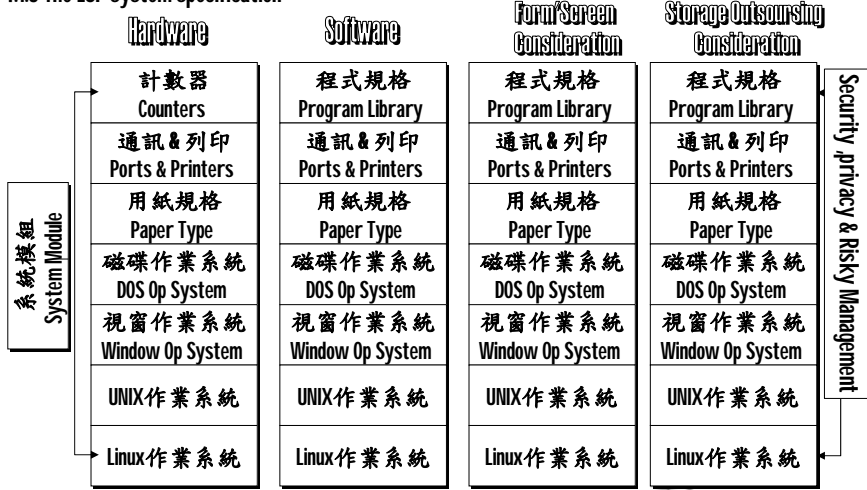 The System specification
Hardware
Software
Form/Screen
Consideration
Storage Outsoursing
Consideration
系統模組
System Module
計數器
Counters
通訊&列印
Ports & Printers
用紙規格
Paper Type
磁碟作業系統
DOS Op System
視窗作業系統
Window Op System
UNIX作業系統
Linux作業系統
程式規格
Program Library
通訊&列印
Ports & Printers
用紙規格
Paper Type
磁碟作業系統
DOS Op System
視窗作業系統
Window Op System
UNIX作業系統
Linux作業系統
程式規格
Program Library
通訊&列印
Ports & Printers
用紙規格
Paper Type
磁碟作業系統
DOS Op System
視窗作業系統
Window Op System
UNIX作業系統
Linux作業系統
程式規格
Program Library
通訊&列印
Ports & Printers
用紙規格
Paper Type
磁碟作業系統
DOS Op System
視窗作業系統
Window Op System
UNIX作業系統
Linux作業系統
Security ,privacy & Risky Management